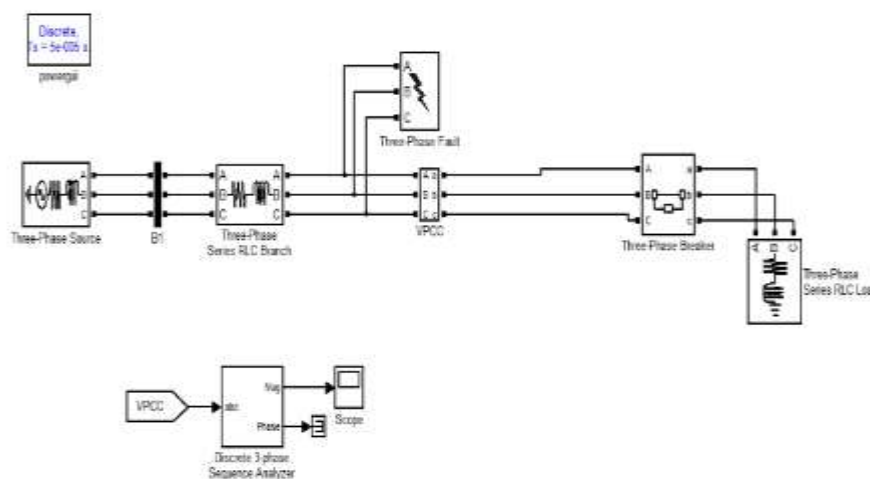 Discrete,
Ts = 5e-005 s
powergui
A
B
C
Three-Phase Fault
A
B
C
Three-Phase Source
B1
A
B
C
A
B
C
Three-Phase
Series RLC Branch
A a
B b
C c
VPCC
A
B
C
a
b
c
Three-Phase Breaker
A
B
C
Three-Phase
Series RLC Loa
VPCC
abc
Mag
Phase
Scope
Discrete 3-phase
Sequence Analyzer